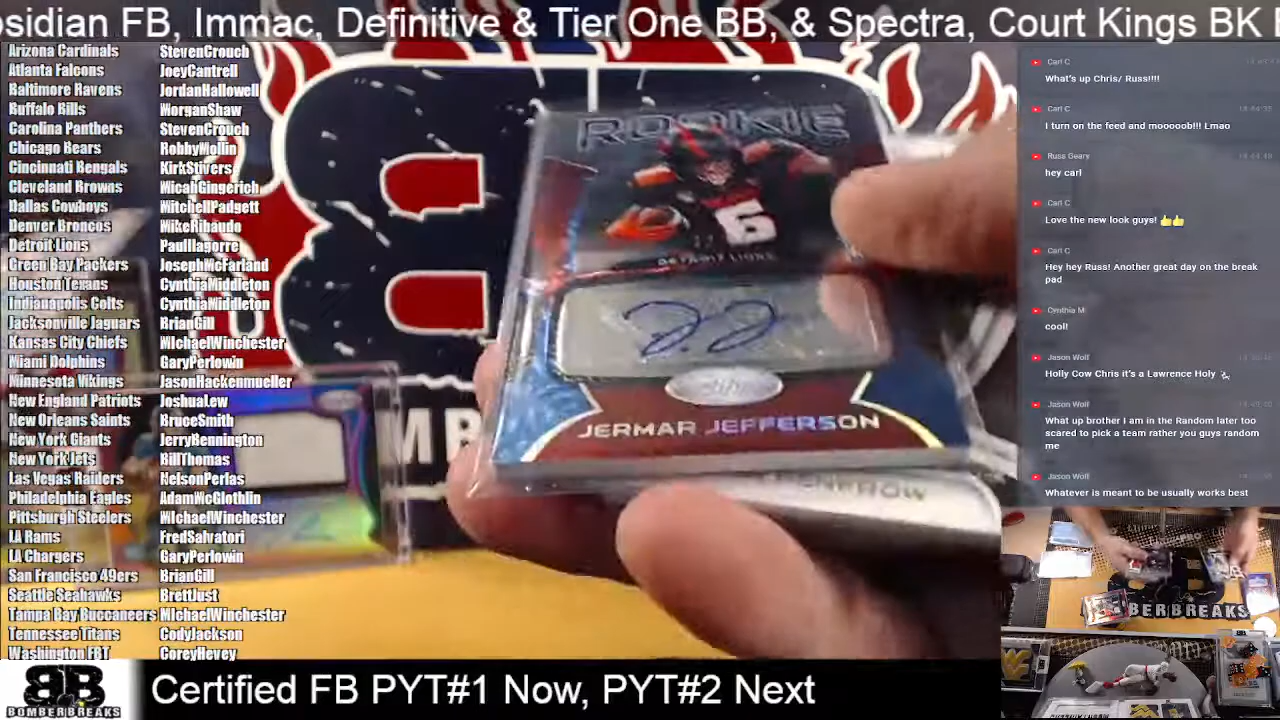 sidian FB, Immac, Definitive & Tier One BB, & Spectra, Court Kings BK
Arizona Cardinals StevenCrouch
Atlanta Falcons JoeyCantrell
Baltimore Ravens JordanHallowell
Buffalo Bills MorganShaw
Carolina Panthers StevenCrouch
Chicago Bears RobbyMollin
Cincinnati Bengals KirkStivers
Cleveland Browns MicahGingerich
Dallas Cowboys MitchellPadgett
Denver Broncos MikeRibaudo
Detroit Lions PaulIagorre
Green Bay Packers JosephMcFarland
Houston Texans CynthiaMiddleton
Indianapolis Colts CynthiaMiddleton
Jacksonville Jaguars BrianGill
Kansas City Chiefs MIchaelWinchester
Miami Dolphins GaryPerlowin
Minnesota Vikings JasonHackenmueller
New England Patriots JoshuaLew
New Orleans Saints BruceSmith
New York Giants JerryBennington
New York Jets BillThomas
Las Vegas Raiders NelsonPerlas
Philadelphia Eagles AdamMcGlothlin
Pittsburgh Steelers MIchaelWinchester
LA Rams FredSalvatori
LA Chargers GaryPerlowin
San Francisco 49ers BrianGill
Seattle Seahawks BrettJust
Tampa Bay Buccaneers MIchaelWinchester
Tennessee Titans CodyJackson
Washington FBT CoreyHevey
ROOKIE
6
DETROIT LIONS
J.J.
JERMAR JEFFERSON
Carl C
What's up Chris/ Russ!!!!
Carl C
I turn on the feed and mooooob!!! Lmao
Russ Geary
hey carl
Carl C
Love the new look guys! 👍👍
Carl C
Hey hey Russ! Another great day on the break
pad
Cynthia M
cool!
Jason Wolf
Holly Cow Chris it's a Lawrence Holy
Jason Wolf
What up brother I am in the Random later too
scared to pick a team rather you guys random
me
Jason Wolf
Whatever is meant to be usually works best
BERBREAKS
BB
BOMBERBREAKS
Certified FB PYT#1 Now, PYT#2 Next